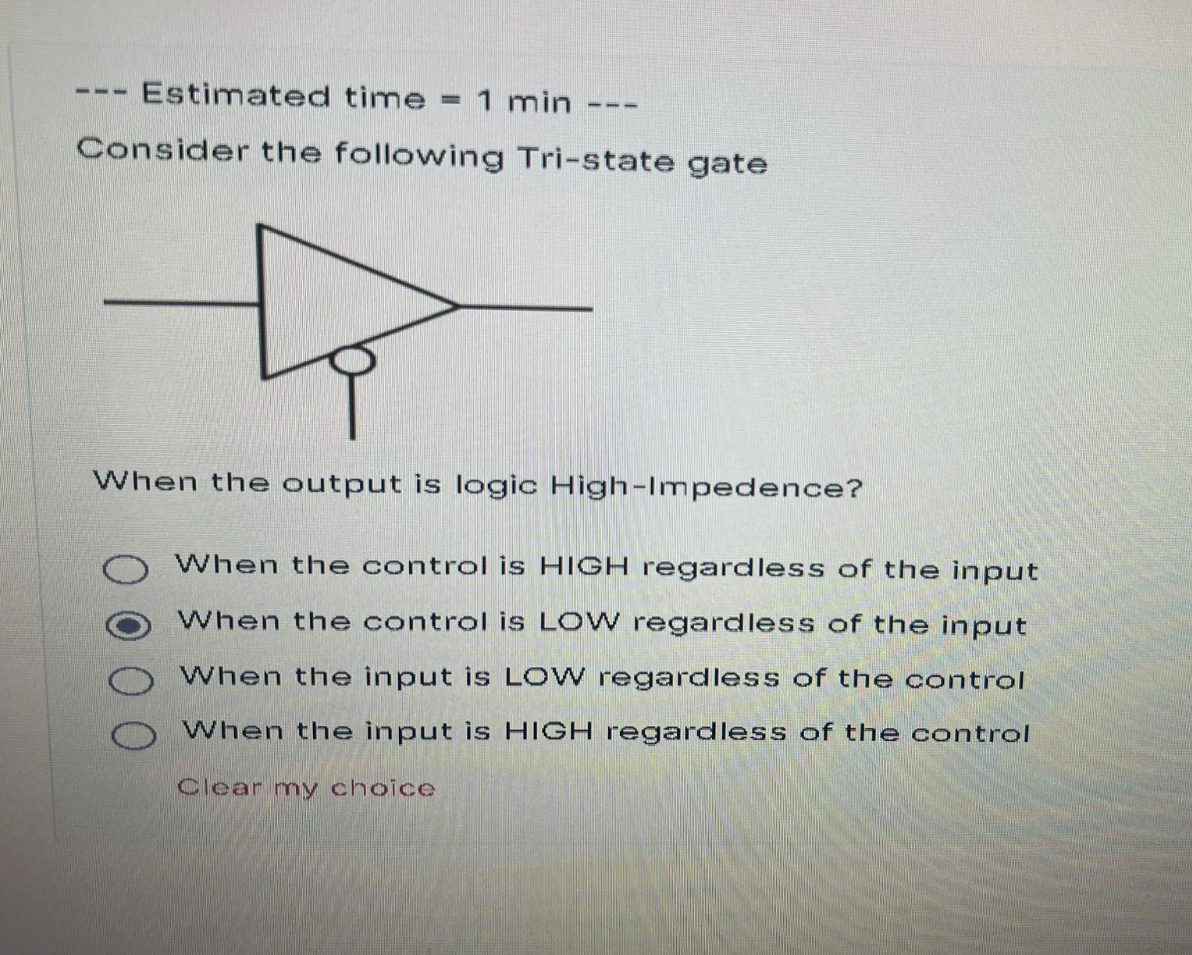 --- Estimated time = 1 min ---
Consider the following Tri-state gate
When the output is logic High-Impedence?
When the control is HIGH regardless of the input
When the control is LOW regardless of the input
When the input is LOW regardless of the control
When the input is HIGH regardless of the control
Clear my choice